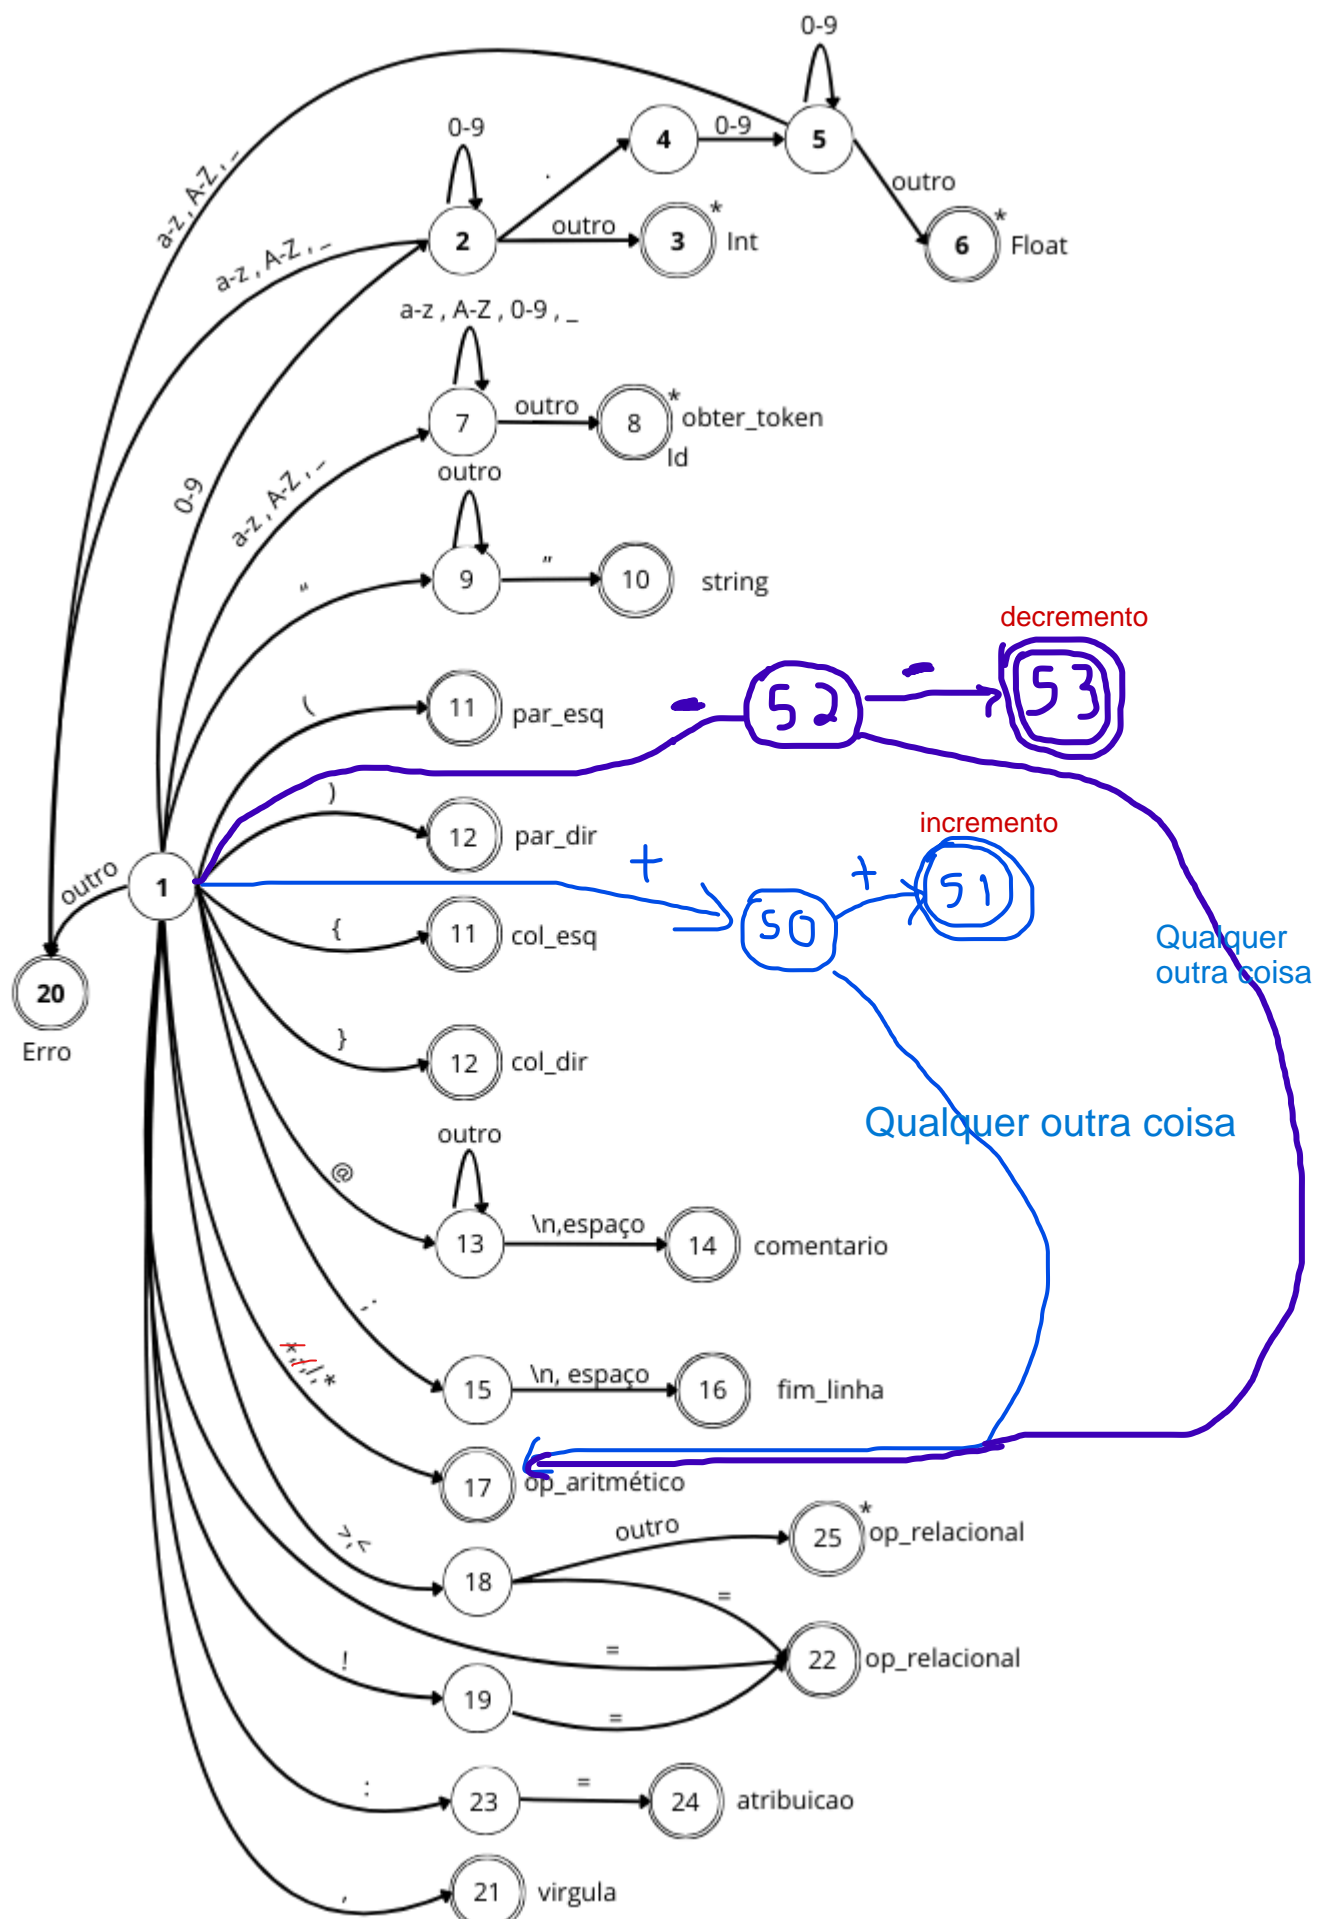 0-9
a-z , A-Z , _
0-9
4
0-9
5
.
outro
a-z , A-Z , _
2
outro
3
*
Int
6
*
Float
a-z , A-Z , 0-9 , _
0-9
a-z , A-Z , _
7
outro
8
*
obter_token
Id
outro
“
9
”
10
string
decremento
(
11
par_esq
-
52
-
53
)
12
par_dir
incremento
outro
1
+
50
+
51
{
11
col_esq
Qualquer
outra coisa
20
Erro
}
12
col_dir
Qualquer outra coisa
outro
@
13
\n,espaço
14
comentario
;
15
\n, espaço
16
fim_linha
17
op_aritmético
>,<
18
outro
25
*
op_relacional
=
=
22
op_relacional
!
19
=
:
23
=
24
atribuicao
,
21
virgula